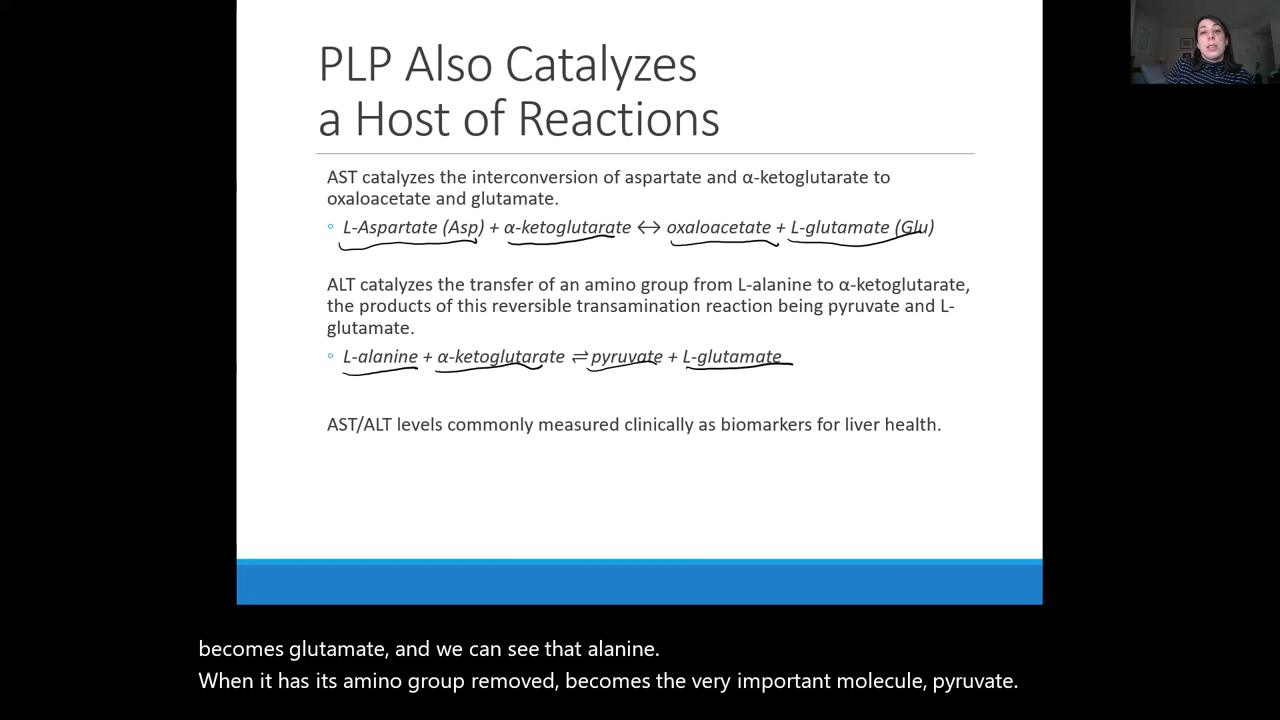 PLP Also Catalyzes
a Host of Reactions
AST catalyzes the interconversion of aspartate and α-ketoglutarate to
oxaloacetate and glutamate.
◦ L-Aspartate (Asp) + α-ketoglutarate ↔ oxaloacetate + L-glutamate (Glu)
ALT catalyzes the transfer of an amino group from L-alanine to α-ketoglutarate,
the products of this reversible transamination reaction being pyruvate and L-
glutamate.
◦ L-alanine + α-ketoglutarate ⇌ pyruvate + L-glutamate
AST/ALT levels commonly measured clinically as biomarkers for liver health.
becomes glutamate, and we can see that alanine.
When it has its amino group removed, becomes the very important molecule, pyruvate.